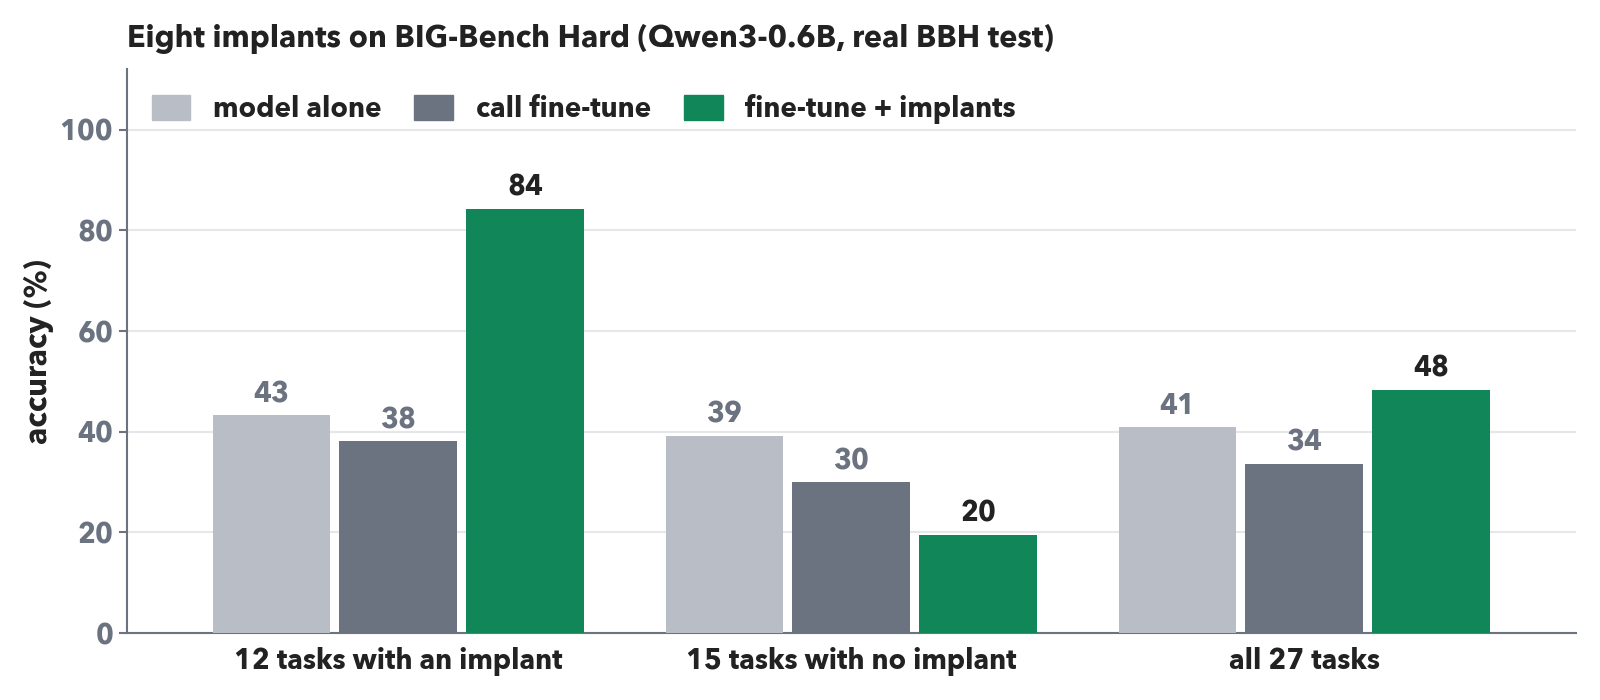 Eight implants on BIG-Bench Hard (Qwen3-0.6B, real BBH test)
model alone call fine-tune fine-tune + implants
accuracy (%)
100
80
60
40
20
0
43
38
84
39
30
20
41
34
48
12 tasks with an implant
15 tasks with no implant
all 27 tasks